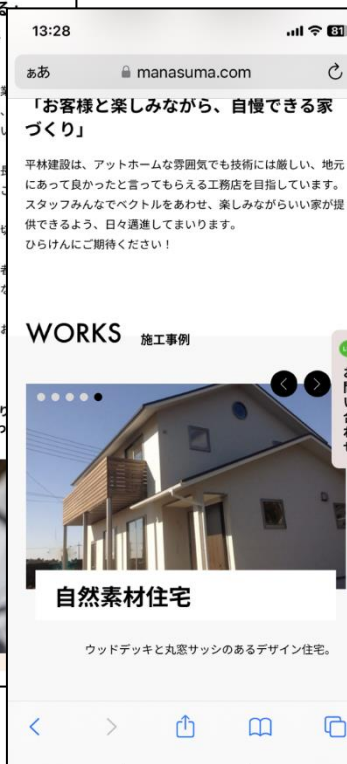 13:28
81
ぁあ
manasuma.com
「お客様と楽しみながら、自慢できる家
づくり」
平林建設は、アットホームな雰囲気でも技術には厳しい、地元
にあって良かったと言ってもらえる工務店を目指しています。
スタッフみんなでベクトルをあわせ、楽しみながらいい家が提
供できるよう、日々邁進してまいります。
ひらけんにご期待ください！
WORKS 施工事例
お問い合わせ
自然素材住宅
ウッドデッキと丸窓サッシのあるデザイン住宅。